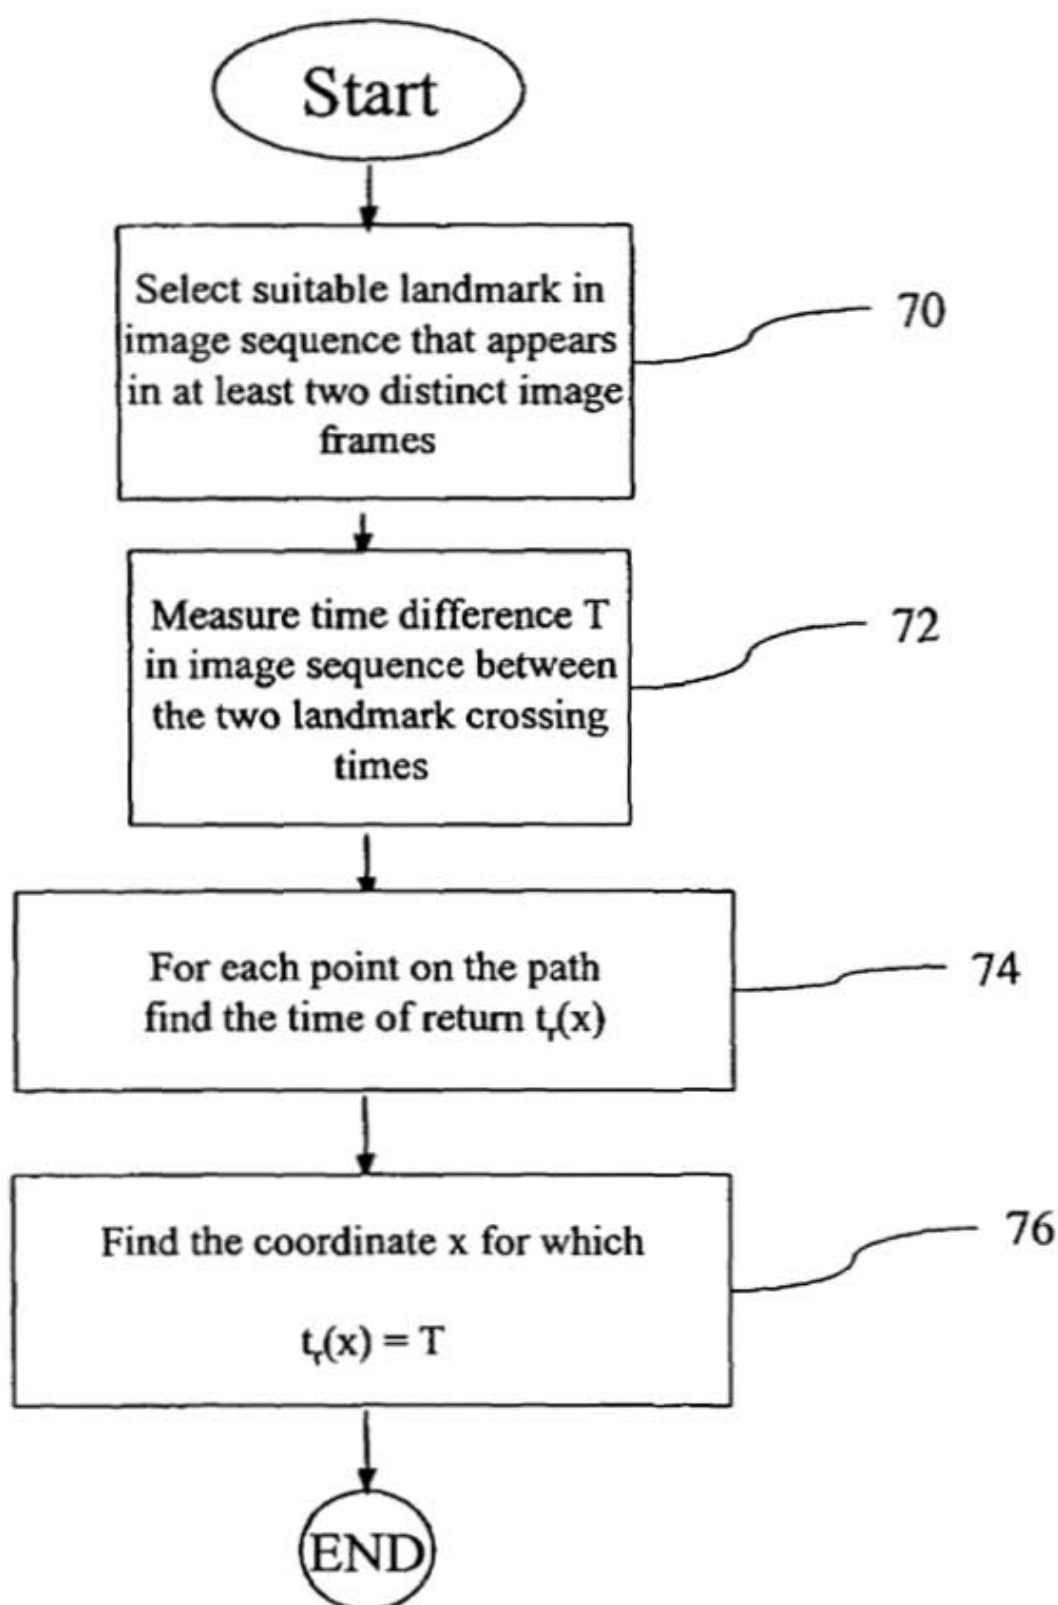 Start
Select suitable landmark in
image sequence that appears
in at least two distinct image
frames
70
Measure time difference T
in image sequence between
the two landmark crossing
times
72
For each point on the path
find the time of return tᵣ(x)
74
Find the coordinate x for which
tᵣ(x) = T
76
END